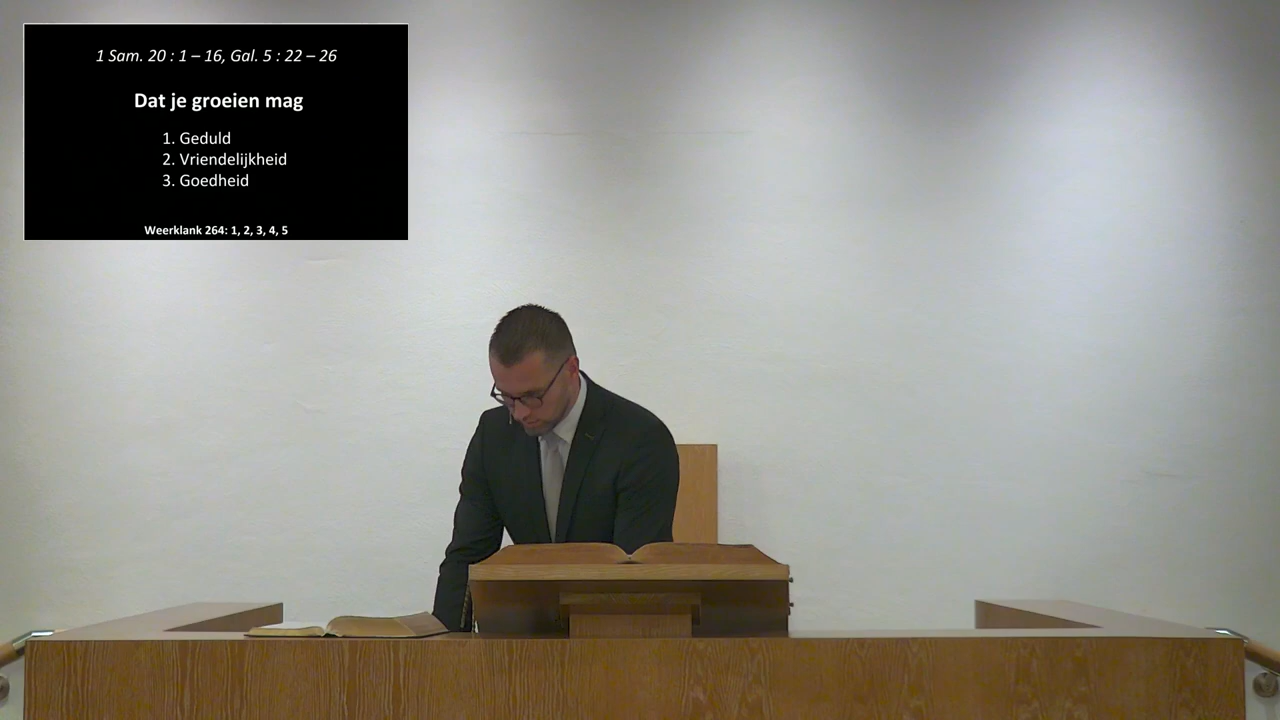 1 Sam. 20 : 1 – 16, Gal. 5 : 22 – 26
Dat je groeien mag
1. Geduld
2. Vriendelijkheid
3. Goedheid
Weerklank 264: 1, 2, 3, 4, 5